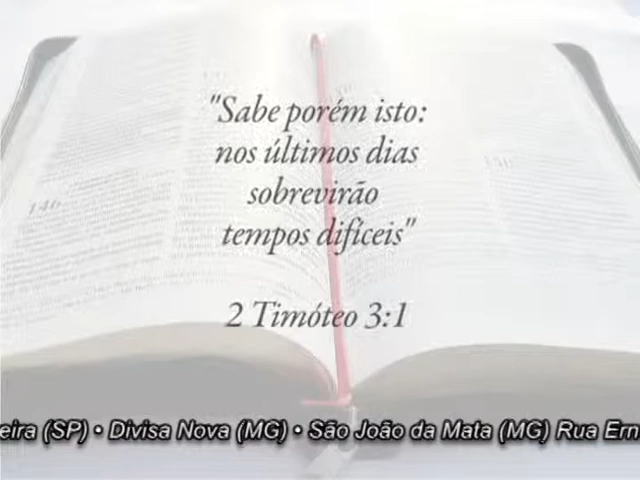 "Sabe porém isto:
nos últimos dias
sobrevirão
tempos difíceis"
2 Timóteo 3:1
eira (SP) • Divisa Nova (MG) • São João da Mata (MG) Rua Ern